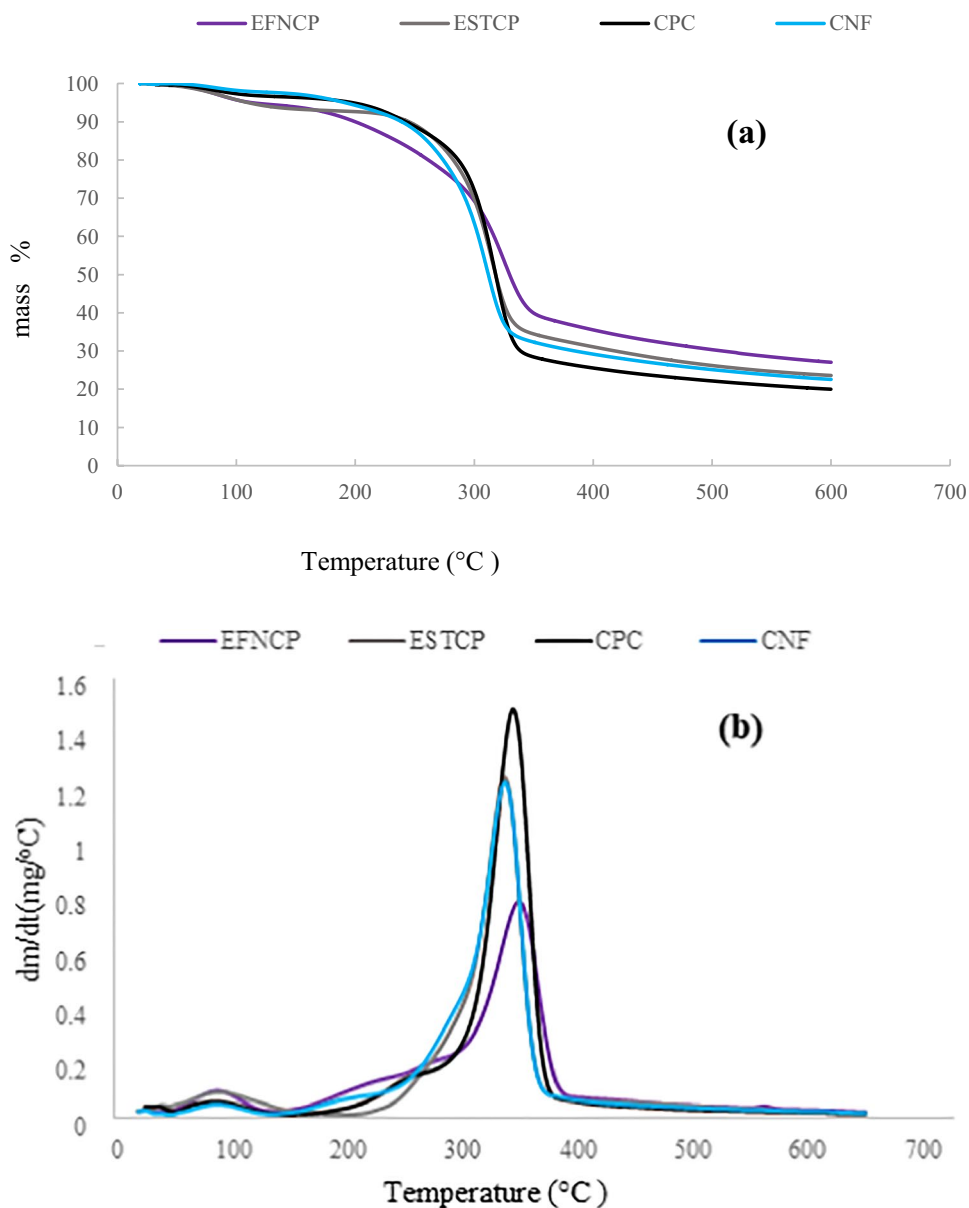 EFNCP ESTCP CPC CNF
100
90
80
70
60
50
40
30
20
10
0
(a)
mass %
0 100 200 300 400 500 600 700
Temperature (°C )
EFNCP ESTCP CPC CNF
1.6
1.4
1.2
1
0.8
0.6
0.4
0.2
0
(b)
dm/dt(mg/°C)
0 100 200 300 400 500 600 700
Temperature (°C )